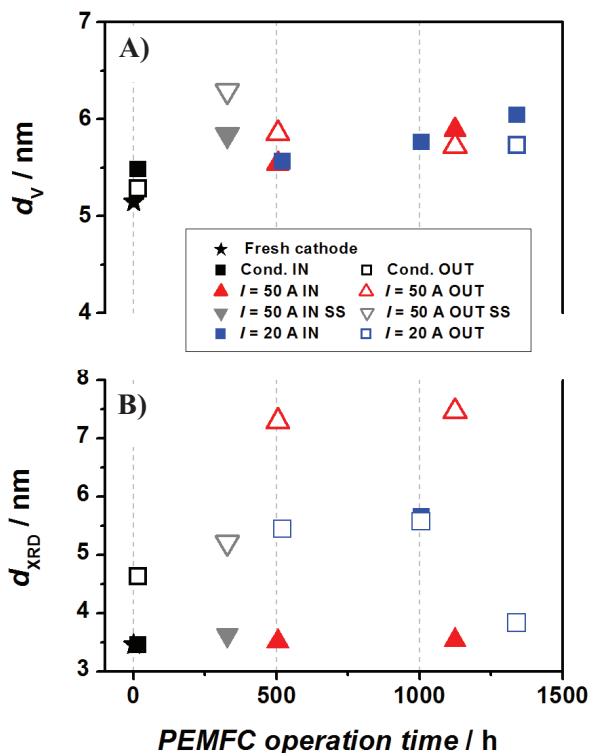 A)
7
6
5
4
d_V / nm
Fresh cathode
Cond. IN Cond. OUT
I = 50 A IN I = 50 A OUT
I = 50 A IN SS I = 50 A OUT SS
I = 20 A IN I = 20 A OUT
B)
8
7
6
5
4
3
d_XRD / nm
0 500 1000 1500
PEMFC operation time / h